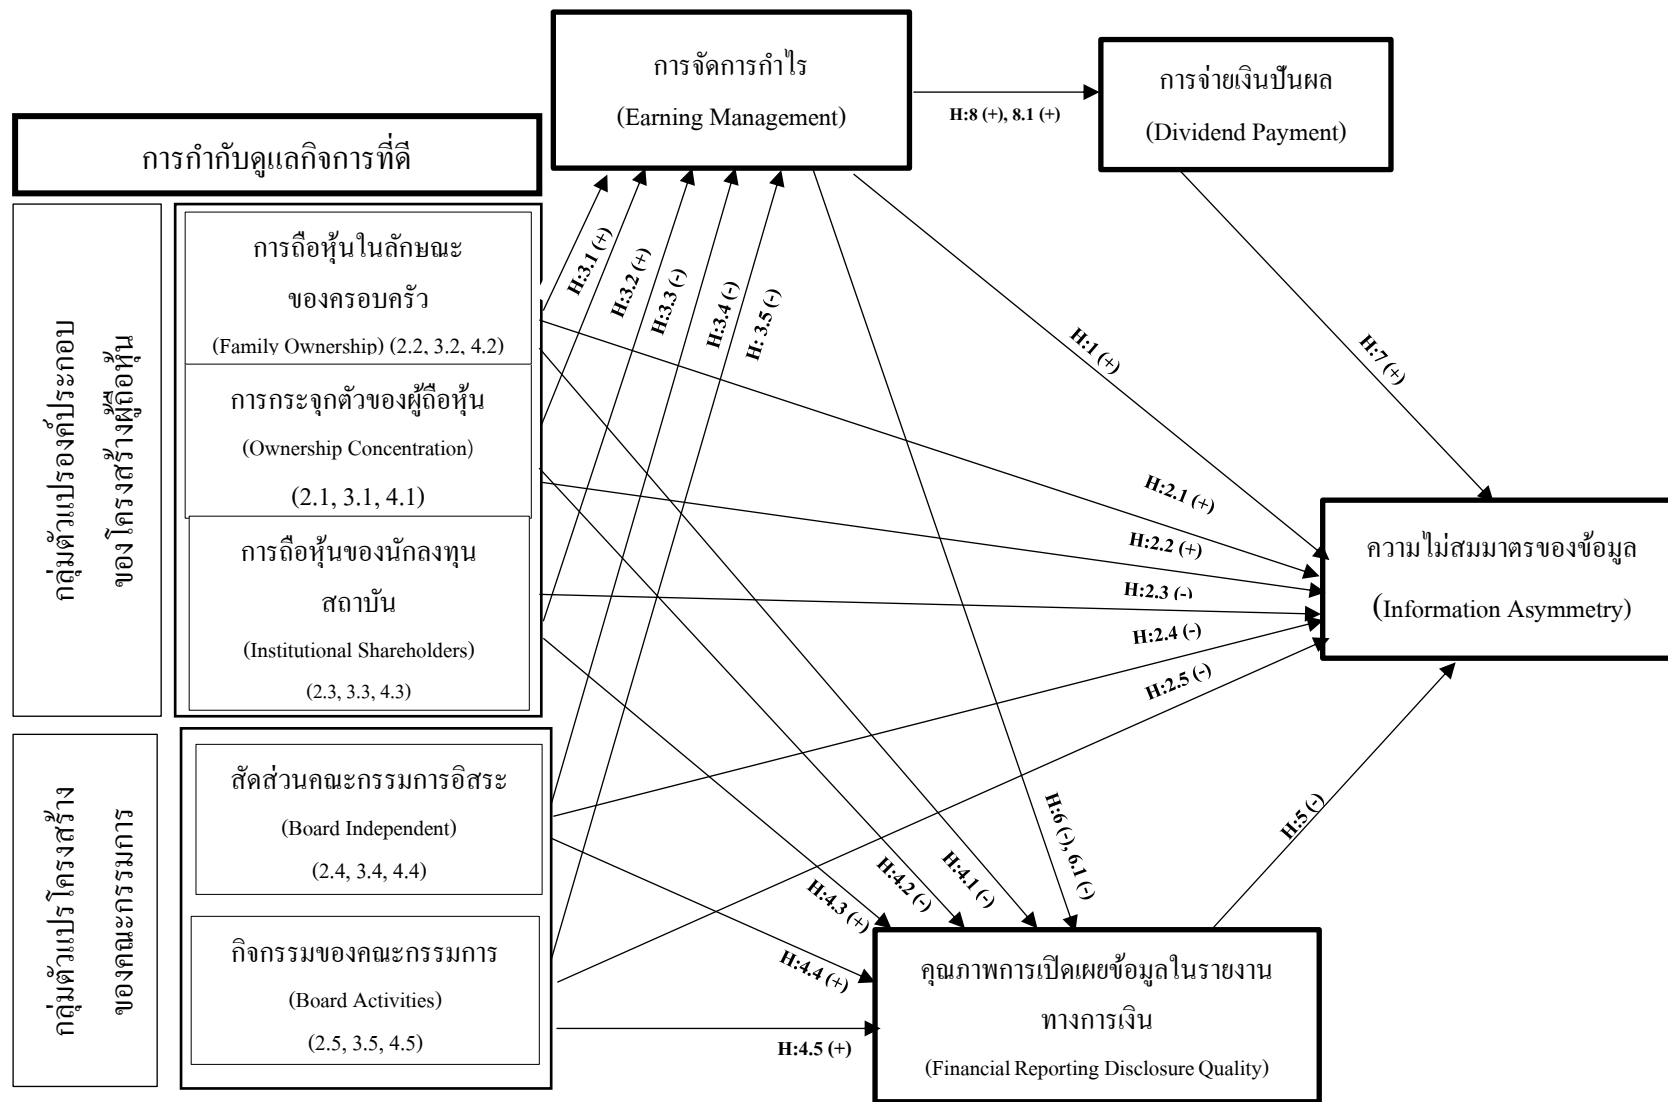 การจัดการกำไร
(Earning Management)
H:8 (+), 8.1 (+)
การจ่ายเงินปันผล
(Dividend Payment)
การกำกับดูแลกิจการที่ดี
กลุ่มตัวแปรองค์ประกอบ
ของโครงสร้างผู้ถือหุ้น
การถือหุ้นในลักษณะ
ของครอบครัว
(Family Ownership) (2.2, 3.2, 4.2)
การกระจุกตัวของผู้ถือหุ้น
(Ownership Concentration)
(2.1, 3.1, 4.1)
การถือหุ้นของนักลงทุน
สถาบัน
(Institutional Shareholders)
(2.3, 3.3, 4.3)
กลุ่มตัวแปรโครงสร้าง
ของคณะกรรมการ
สัดส่วนคณะกรรมการอิสระ
(Board Independent)
(2.4, 3.4, 4.4)
กิจกรรมของคณะกรรมการ
(Board Activities)
(2.5, 3.5, 4.5)
H:3.1 (+)
H:3.2 (+)
H:3.3 (-)
H:3.4 (-)
H: 3.5 (-)
H:1 (+)
H:7 (+)
H:2.1 (+)
H:2.2 (+)
H:2.3 (-)
H:2.4 (-)
H:2.5 (-)
ความไม่สมมาตรของข้อมูล
(Information Asymmetry)
H:6 (-), 6.1 (-)
H:5 (-)
H:4.1 (-)
H:4.2 (-)
H:4.3 (+)
H:4.4 (+)
H:4.5 (+)
คุณภาพการเปิดเผยข้อมูลในรายงาน
ทางการเงิน
(Financial Reporting Disclosure Quality)